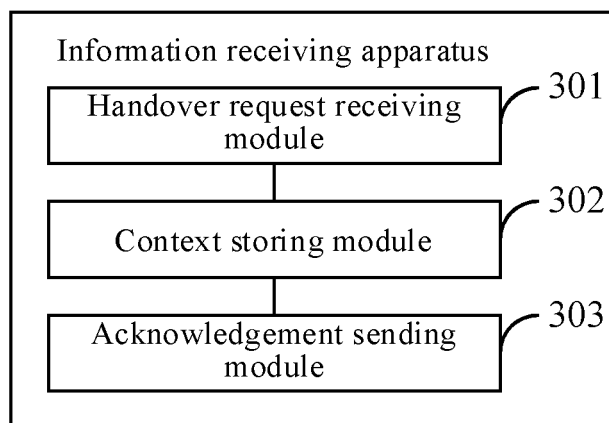 Information receiving apparatus
301
Handover request receiving
module
302
Context storing module
303
Acknowledgement sending
module